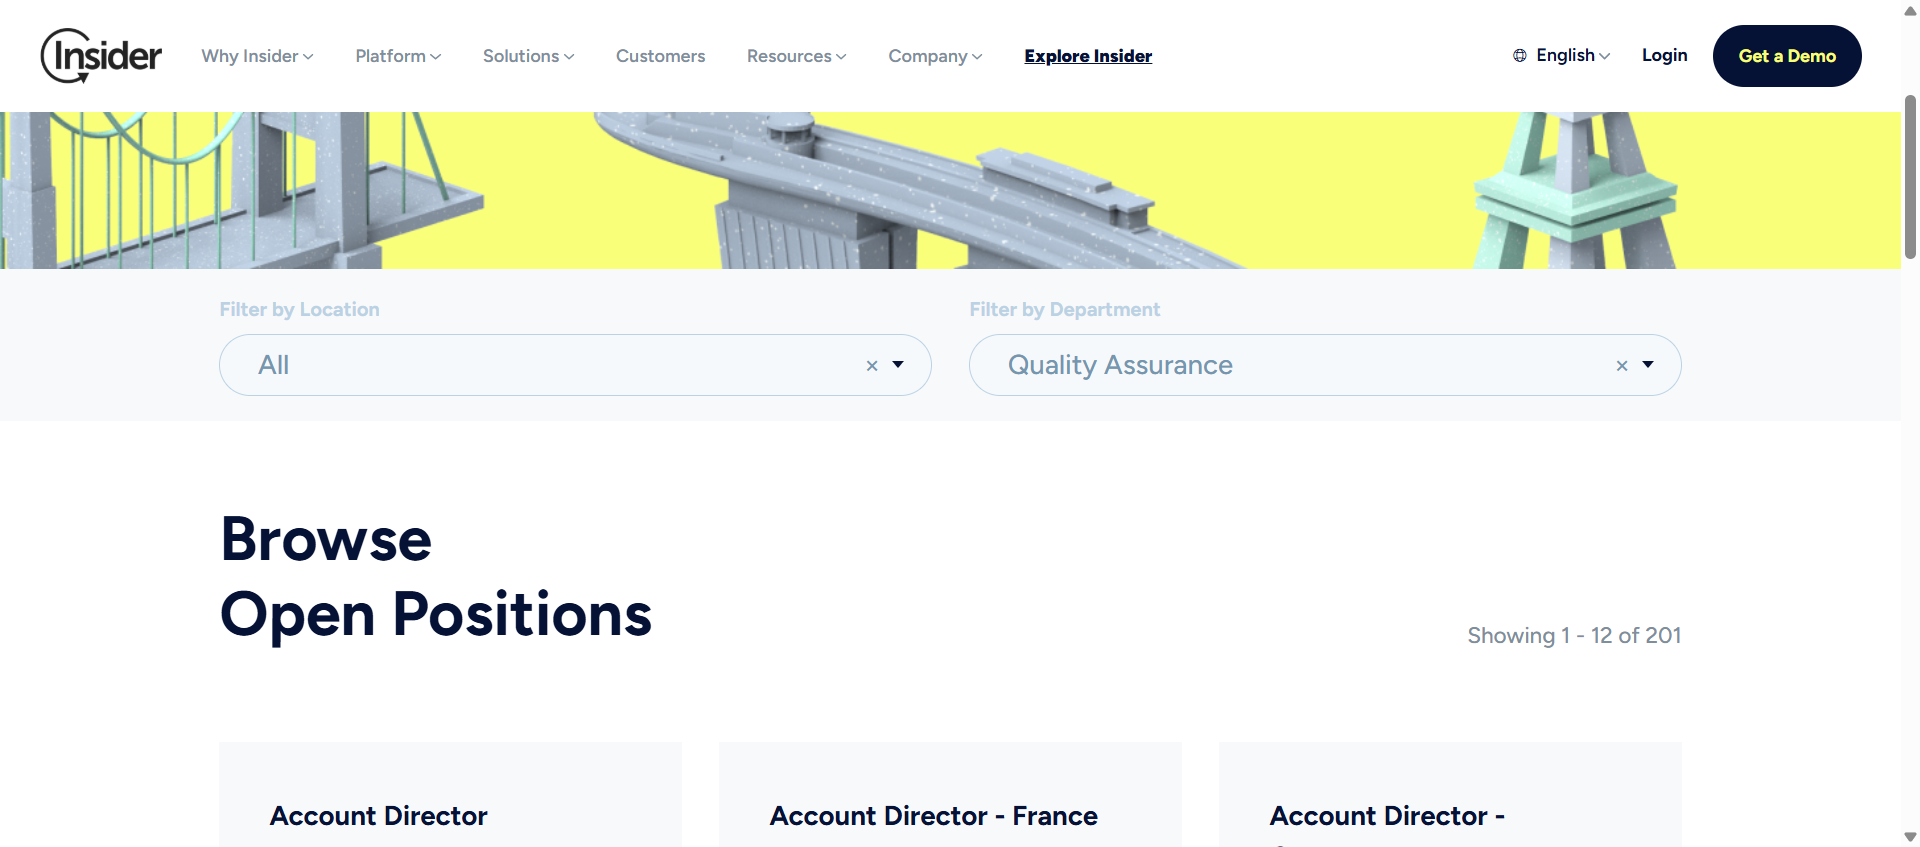 Insider
Why Insider
Platform
Solutions
Customers
Resources
Company
Explore Insider
English
Login
Get a Demo
Filter by Location
Filter by Department
All
Quality Assurance
Browse
Open Positions
Showing 1 - 12 of 201
Account Director
Account Director - France
Account Director -